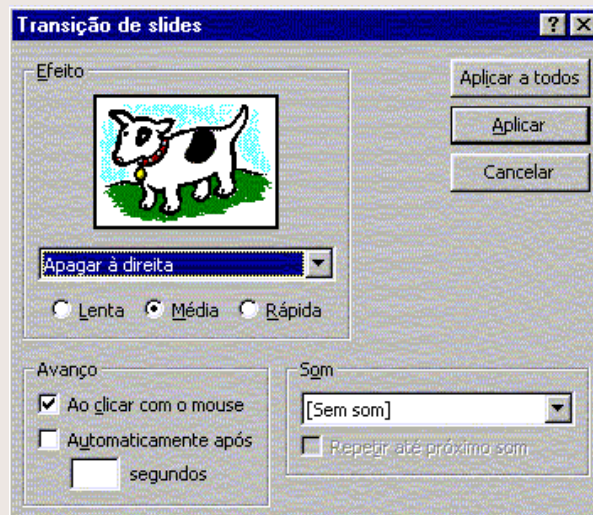 Transição de slides
Efeito
Aplicar a todos
Aplicar
Cancelar
Apagar à direita
Lenta
Média
Rápida
Avanço
Ao clicar com o mouse
Automaticamente após
segundos
Som
[Sem som]
Repetir até próximo som